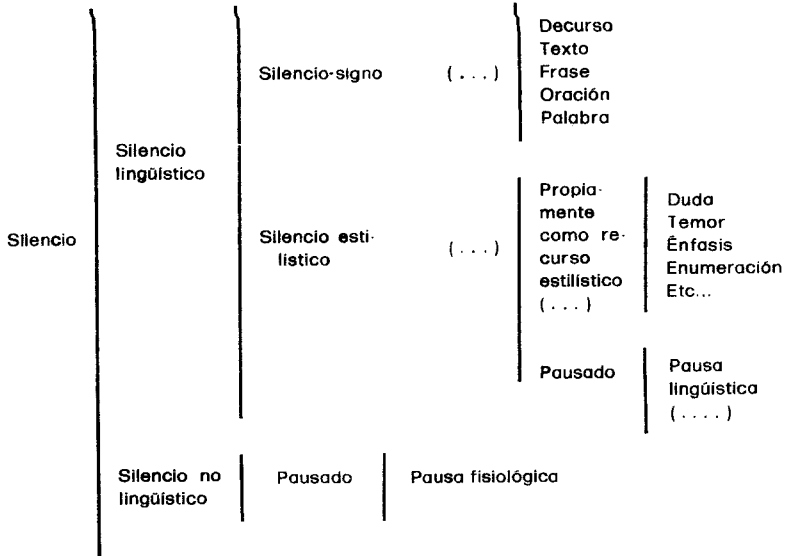 Decurso
Texto
Silencio-signo (...)
Frase
Oración
Palabra
Silencio
lingüístico
Silencio
Silencio esti-
lístico
(...)
Propia-
mente
como re-
curso
estilístico
(...)
Duda
Temor
Énfasis
Enumeración
Etc...
Pausado
Pausa
lingüística
(....)
Silencio no
lingüístico
Pausado
Pausa fisiológica